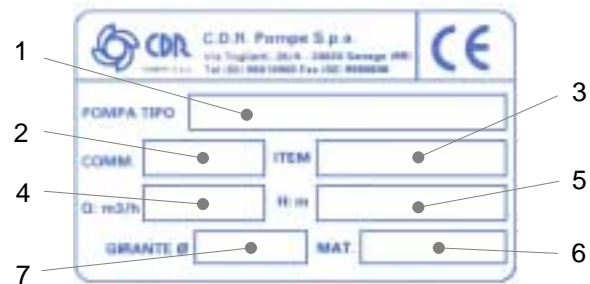 CDR C.D.R. Pompe S.p.a. CE
1
POMPA TIPO
3
2
COMM. ITEM
4
Q: m3/h H: m
5
GIRANTE Ø MAT.
6
7